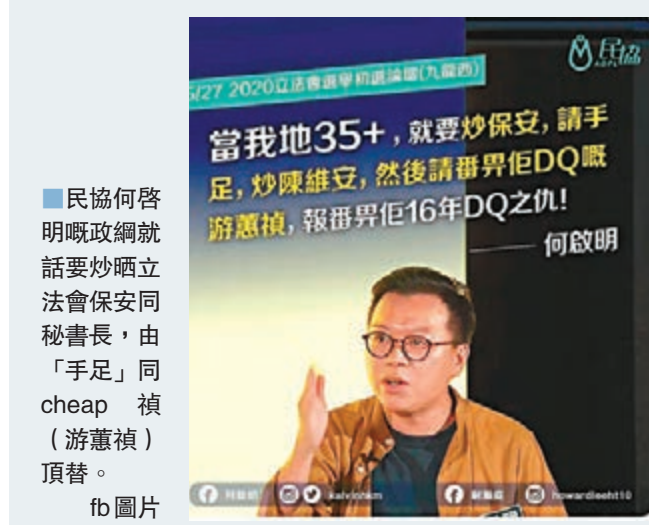 ■民協何啓
明嘅政綱就
話要炒晒立
法會保安同
秘書長，由
「手足」同
cheap 禎
（游蕙禎）
頂替。
fb圖片
民協
ADPL
6/27 2020立法會選舉初選論壇(九龍西)
當我地35+，就要炒保安，請手
足，炒陳維安，然後請番畀佢DQ嘅
游蕙禎，報番畀佢16年DQ之仇！
—— 何啟明
kalvinhkm
howardleeht10